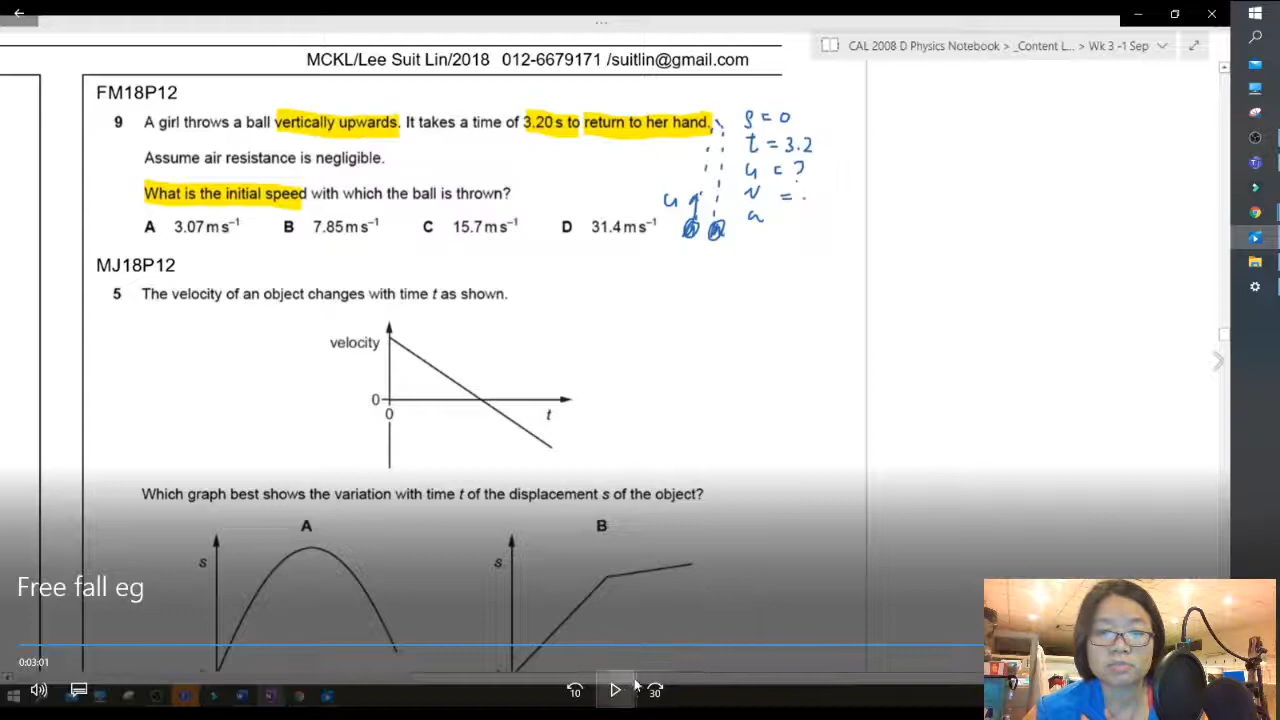 CAL 2008 D Physics Notebook > _Content L... > Wk 3 -1 Sep
MCKL/Lee Suit Lin/2018 012-6679171 /suitlin@gmail.com
FM18P12
9 A girl throws a ball vertically upwards. It takes a time of 3.20 s to return to her hand.
Assume air resistance is negligible.
What is the initial speed with which the ball is thrown?
A 3.07 m s⁻¹ B 7.85 m s⁻¹ C 15.7 m s⁻¹ D 31.4 m s⁻¹
u
s = 0
t = 3.2
u = ?
v = .
a
MJ18P12
5 The velocity of an object changes with time t as shown.
velocity
0
0
t
Which graph best shows the variation with time t of the displacement s of the object?
A
B
s
s
Free fall eg
0:03:01
10
30